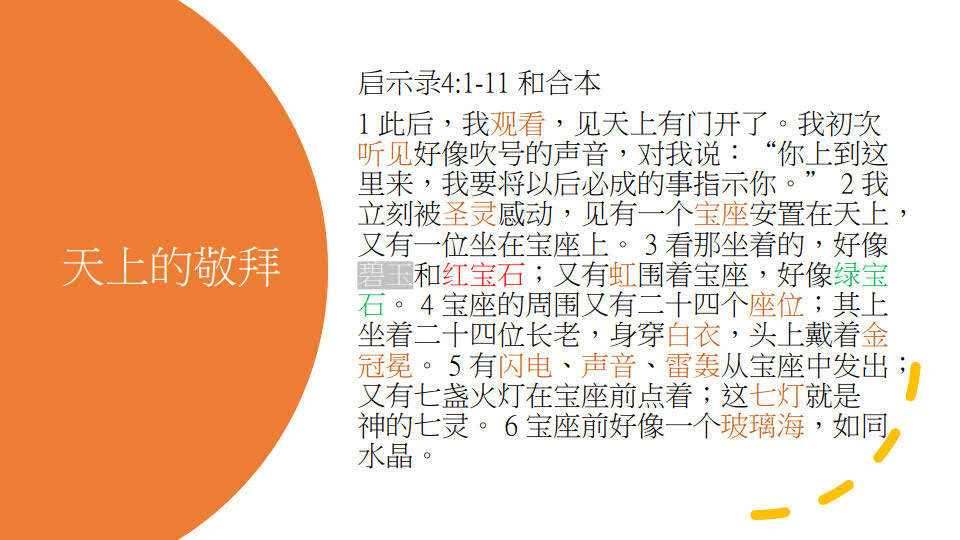 天上的敬拜
启示录4:1-11 和合本
1 此后，我观看，见天上有门开了。我初次
听见好像吹号的声音，对我说：“你上到这
里来，我要将以后必成的事指示你。” 2 我
立刻被圣灵感动，见有一个宝座安置在天上，
又有一位坐在宝座上。 3 看那坐着的，好像
碧玉和红宝石；又有虹围着宝座，好像绿宝
石。 4 宝座的周围又有二十四个座位；其上
坐着二十四位长老，身穿白衣，头上戴着金
冠冕。 5 有闪电、声音、雷轰从宝座中发出；
又有七盏火灯在宝座前点着；这七灯就是
神的七灵。 6 宝座前好像一个玻璃海，如同
水晶。